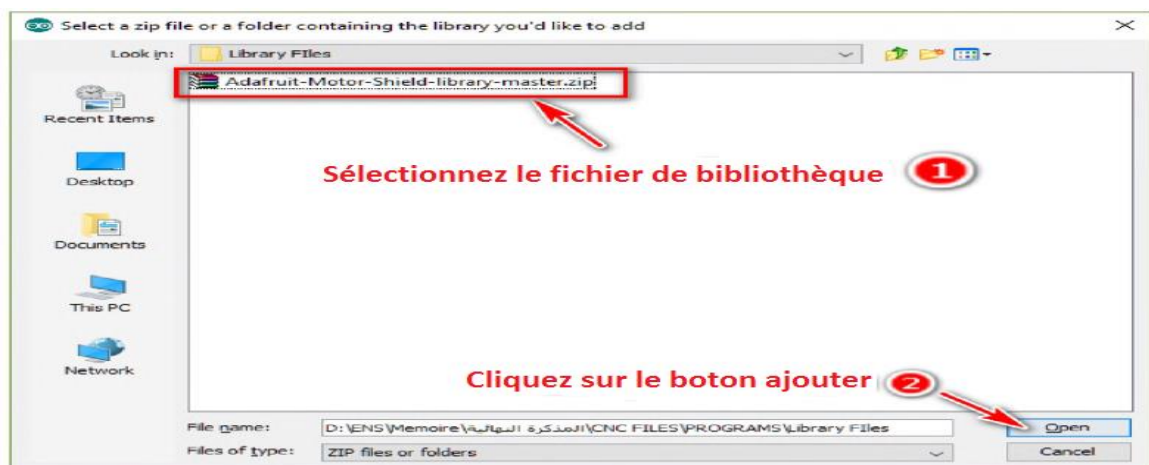 Select a zip file or a folder containing the library you'd like to add
Look in:
Library FIles
Adafruit-Motor-Shield-library-master.zip
Recent Items
Sélectionnez le fichier de bibliothèque 1
Desktop
Documents
This PC
Network
Cliquez sur le boton ajouter 2
File name: D:\ENS\Memoire\المذكرة النهائية\CNC FILES\PROGRAMS\Library FIles Open
Files of type: ZIP files or folders Cancel